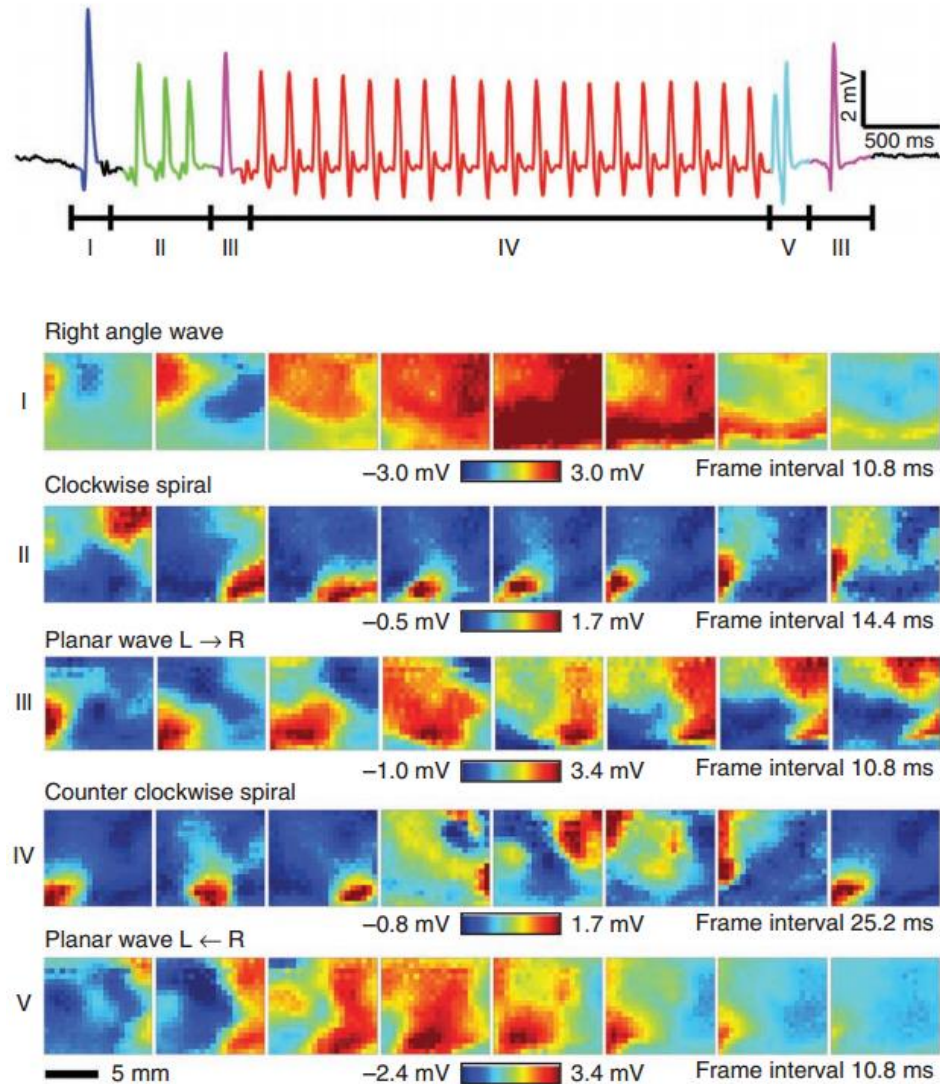 2 mV
500 ms
I II III IV V III
Right angle wave
I
−3.0 mV 3.0 mV Frame interval 10.8 ms
Clockwise spiral
II
−0.5 mV 1.7 mV Frame interval 14.4 ms
Planar wave L → R
III
−1.0 mV 3.4 mV Frame interval 10.8 ms
Counter clockwise spiral
IV
−0.8 mV 1.7 mV Frame interval 25.2 ms
Planar wave L ← R
V
5 mm −2.4 mV 3.4 mV Frame interval 10.8 ms